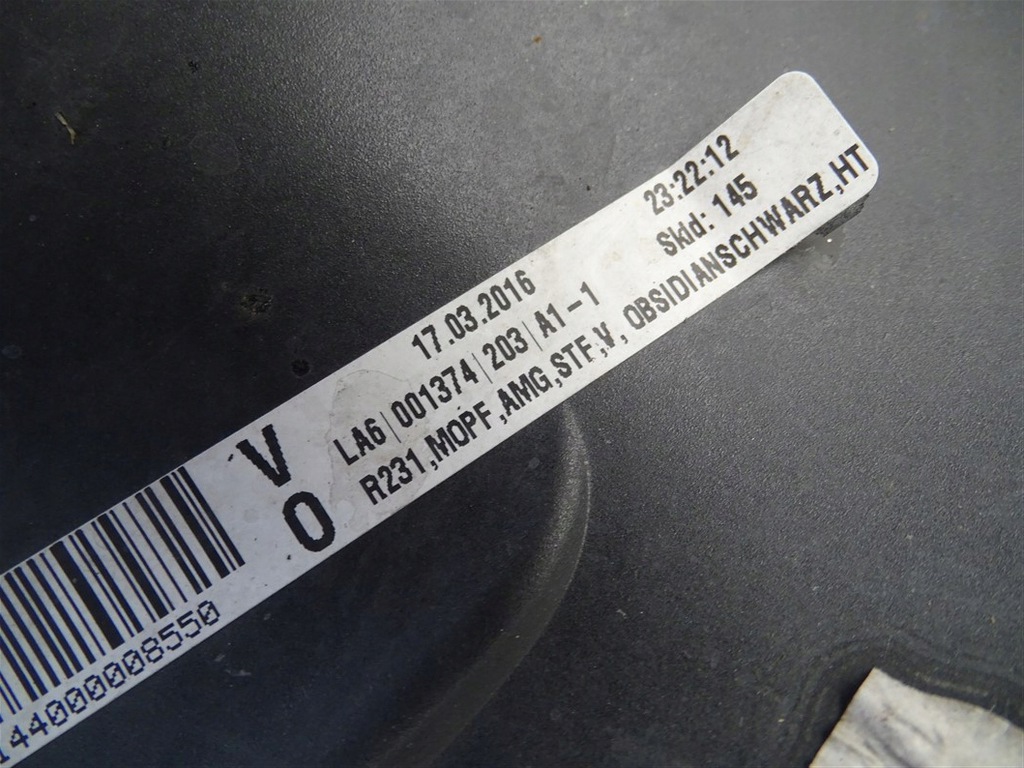 17.03.2016 23:22:12
LA6|001374|203|A1-1 SkId: 145
R231,MOPF,AMG,STF,V, OBSIDIANSCHWARZ,HT
V
O
1440000008550